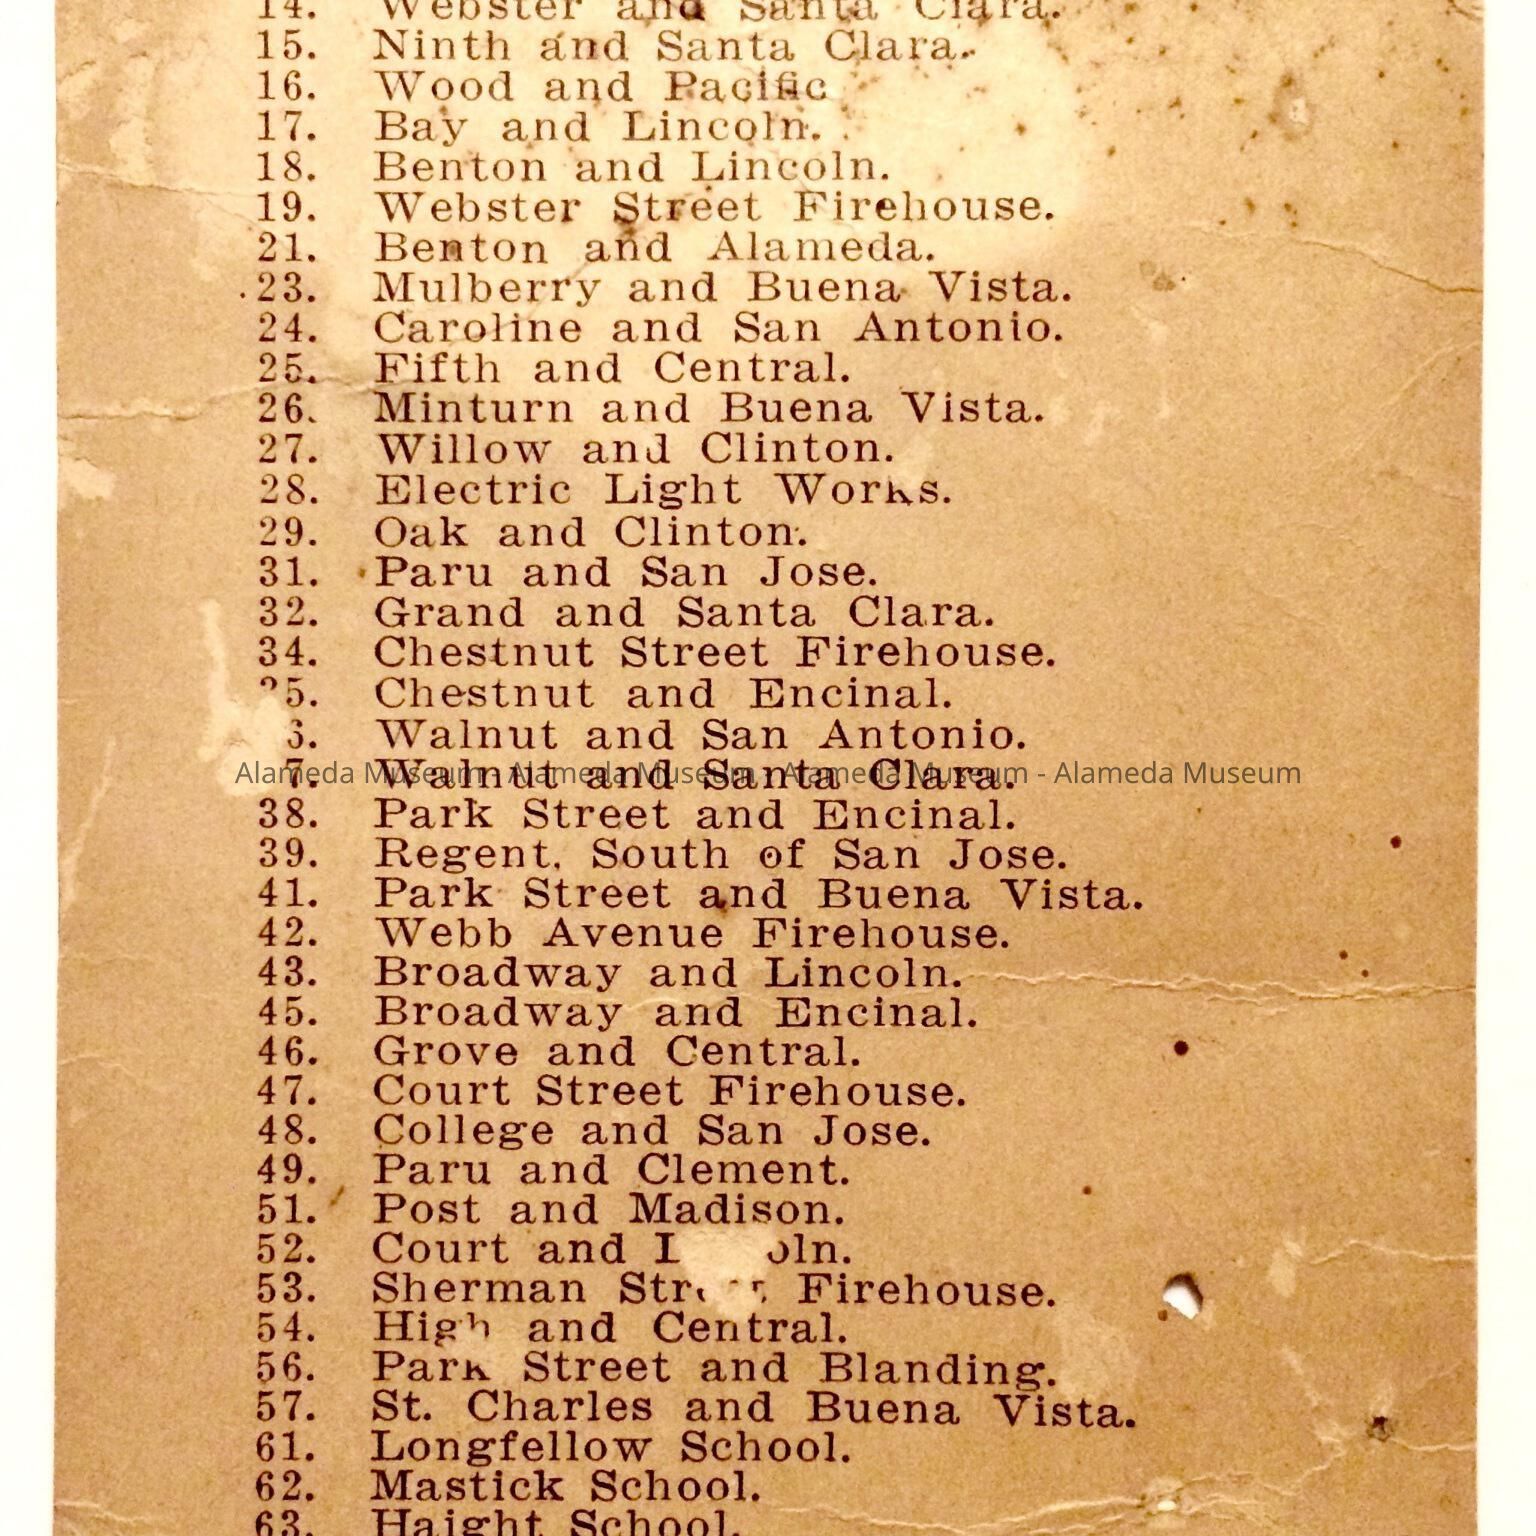 14. Webster and Santa Clara.
15. Ninth and Santa Clara.
16. Wood and Pacific
17. Bay and Lincoln.
18. Benton and Lincoln.
19. Webster Street Firehouse.
21. Benton and Alameda.
23. Mulberry and Buena Vista.
24. Caroline and San Antonio.
25. Fifth and Central.
26. Minturn and Buena Vista.
27. Willow and Clinton.
28. Electric Light Works.
29. Oak and Clinton.
31. Paru and San Jose.
32. Grand and Santa Clara.
34. Chestnut Street Firehouse.
35. Chestnut and Encinal.
6. Walnut and San Antonio.
7. Walnut and Santa Clara.
Alameda Museum - Alameda Museum - Alameda Museum - Alameda Museum
38. Park Street and Encinal.
39. Regent, South of San Jose.
41. Park Street and Buena Vista.
42. Webb Avenue Firehouse.
43. Broadway and Lincoln.
45. Broadway and Encinal.
46. Grove and Central.
47. Court Street Firehouse.
48. College and San Jose.
49. Paru and Clement.
51. Post and Madison.
52. Court and
53. Sherman Street Firehouse.
54. High and Central.
56. Park Street and Blanding.
57. St. Charles and Buena Vista.
61. Longfellow School.
62. Mastick School.
63. Haight School.